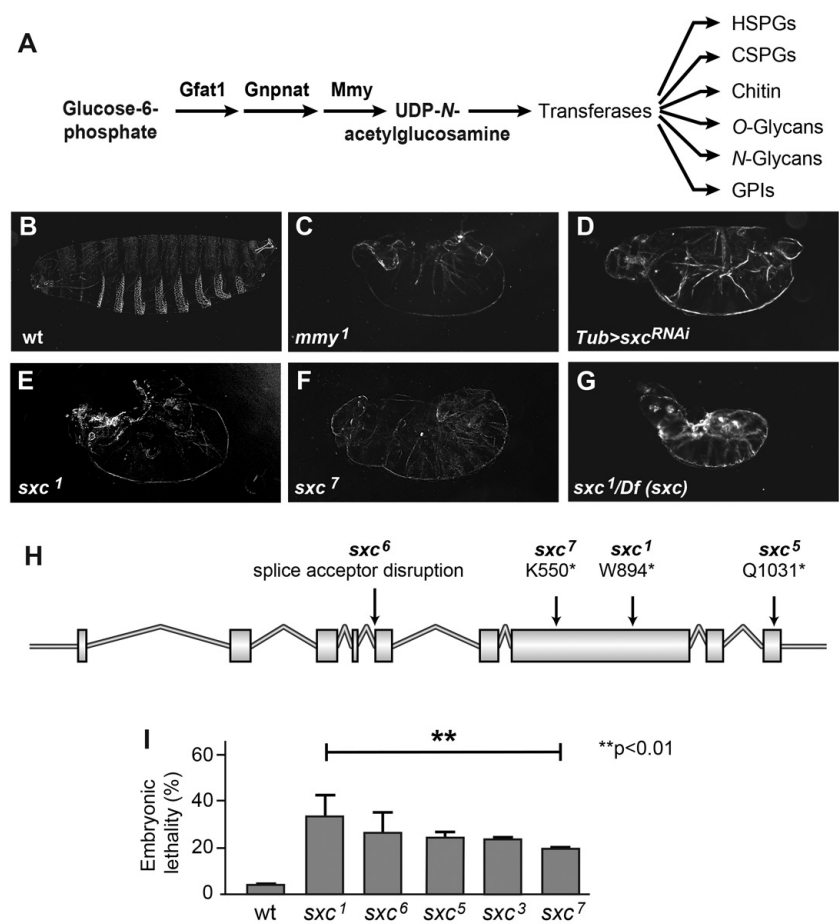 A
Glucose-6-
phosphate
Gfat1
Gnpnat
Mmy
UDP-N-
acetylglucosamine
Transferases
HSPGs
CSPGs
Chitin
O-Glycans
N-Glycans
GPIs
B
wt
C
mmy1
D
Tub>sxcRNAi
E
sxc1
F
sxc7
G
sxc1/Df (sxc)
H
sxc6
splice acceptor disruption
sxc7
K550*
sxc1
W894*
sxc5
Q1031*
I
Embryonic
lethality (%)
60
40
20
0
**
**p<0.01
wt sxc1 sxc6 sxc5 sxc3 sxc7